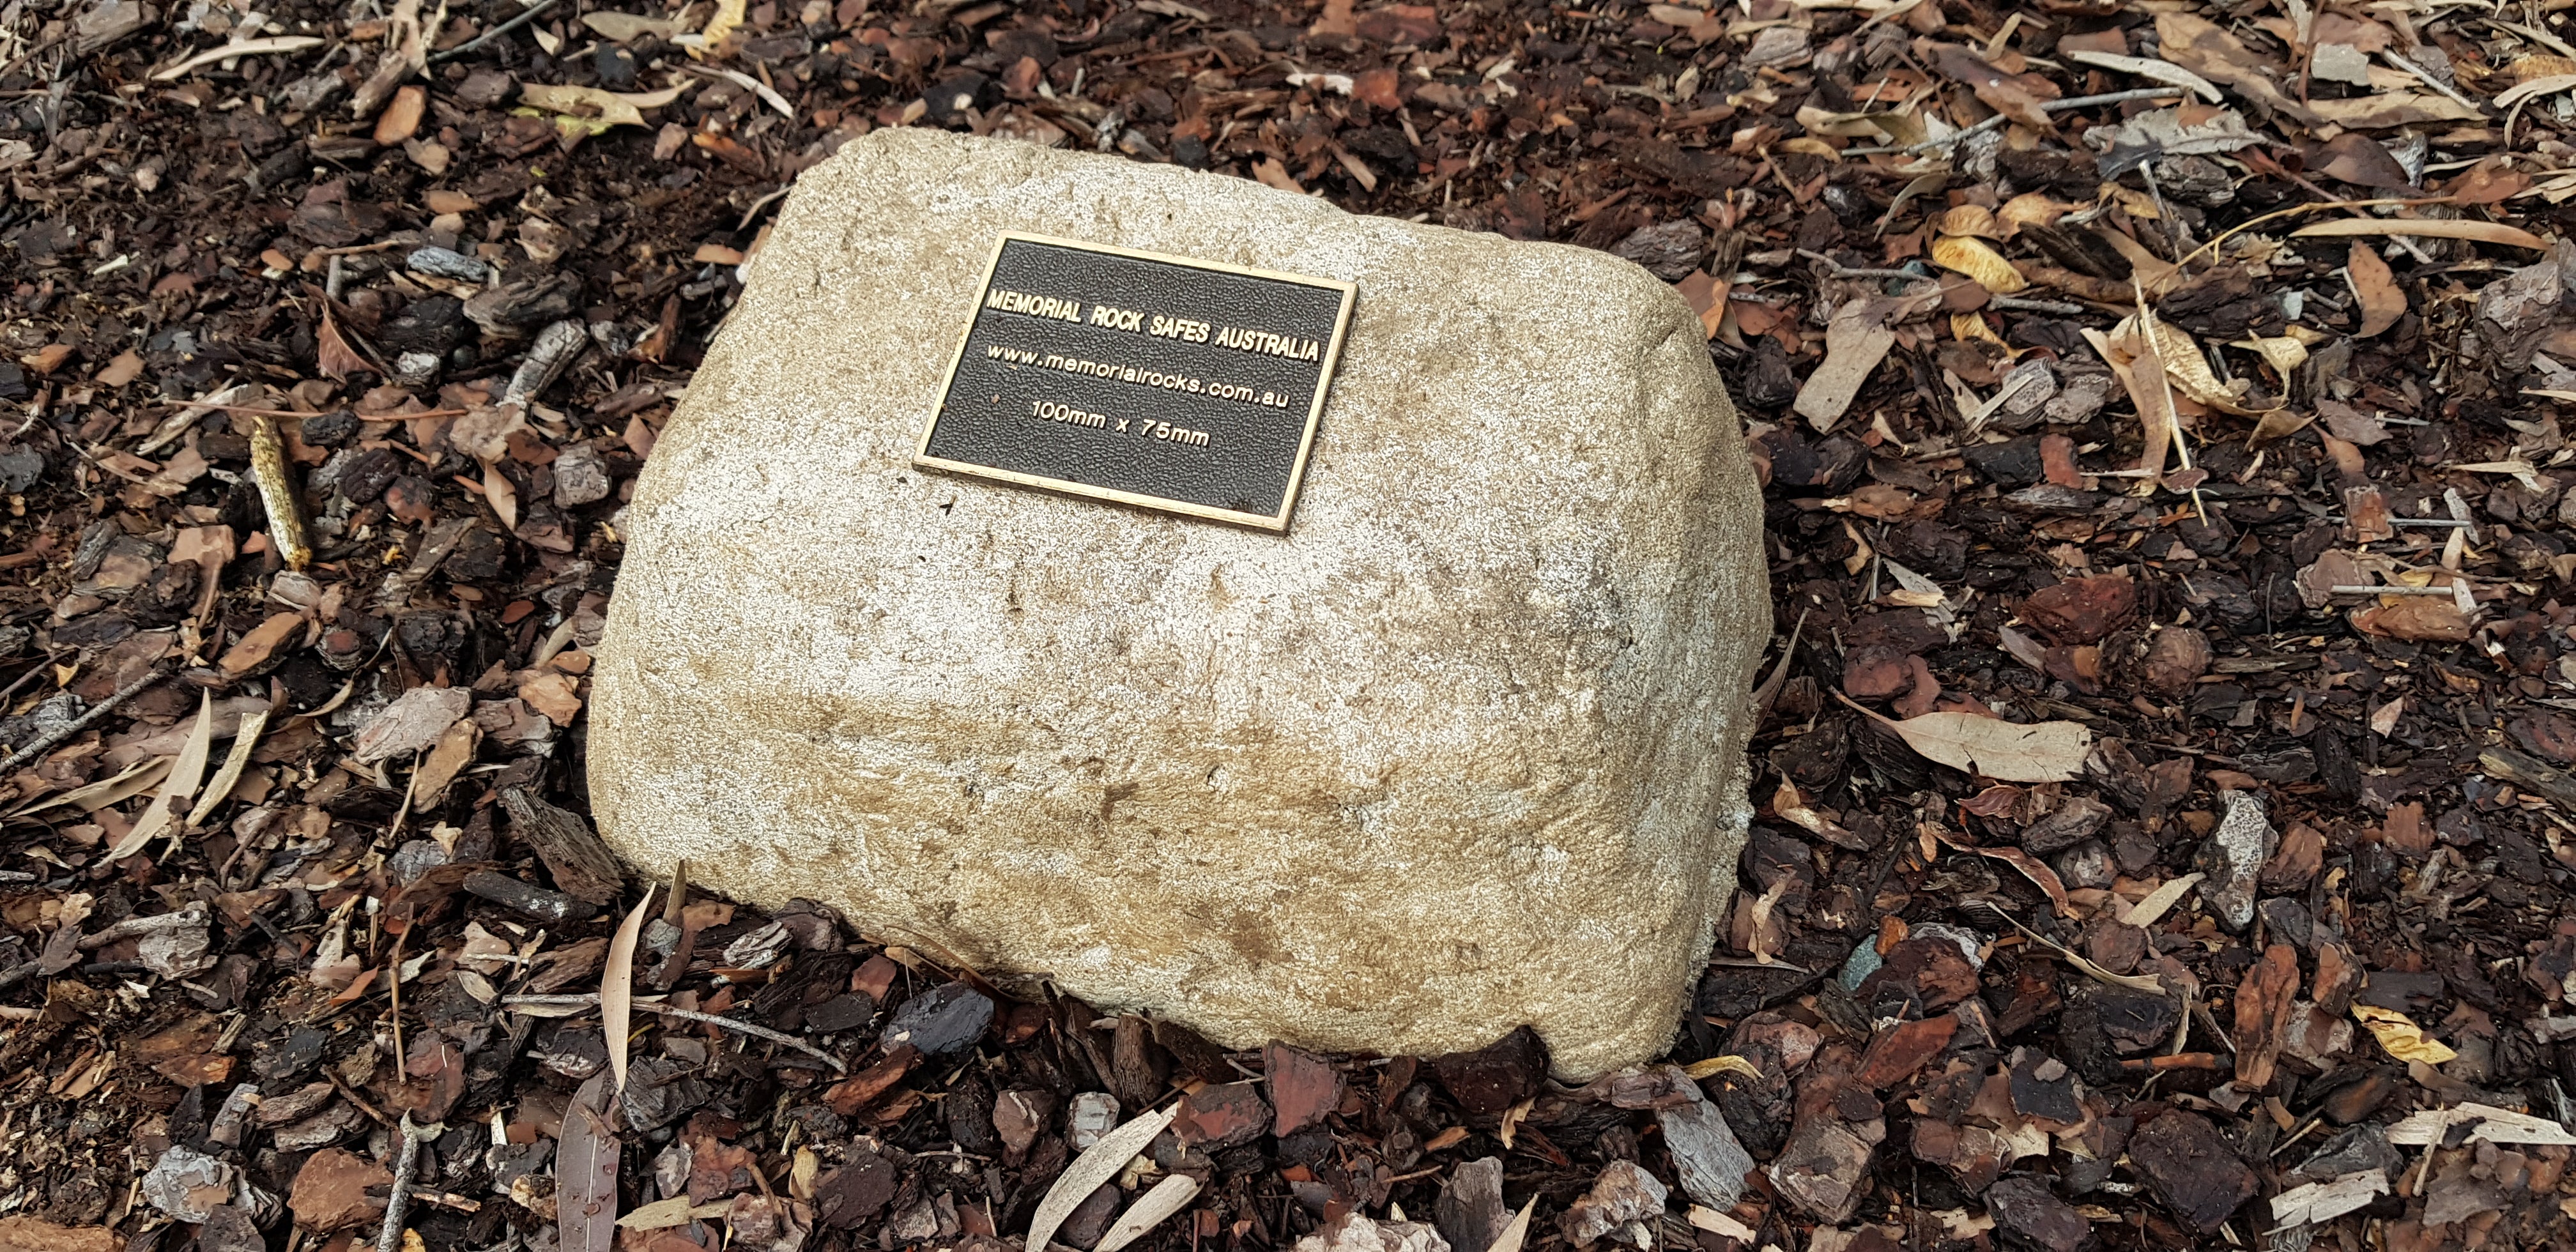 MEMORIAL ROCK SAFES AUSTRALIA
www.memorialrocks.com.au
100mm x 75mm